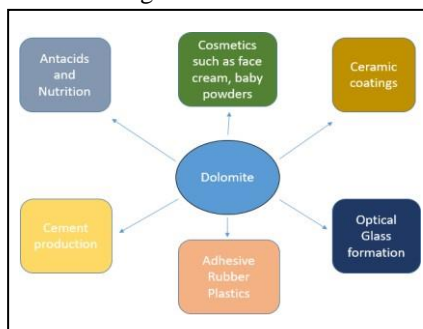 Antacids
and
Nutrition
Cosmetics
such as face
cream, baby
powders
Ceramic
coatings
Dolomite
Cement
production
Adhesive
Rubber
Plastics
Optical
Glass
formation